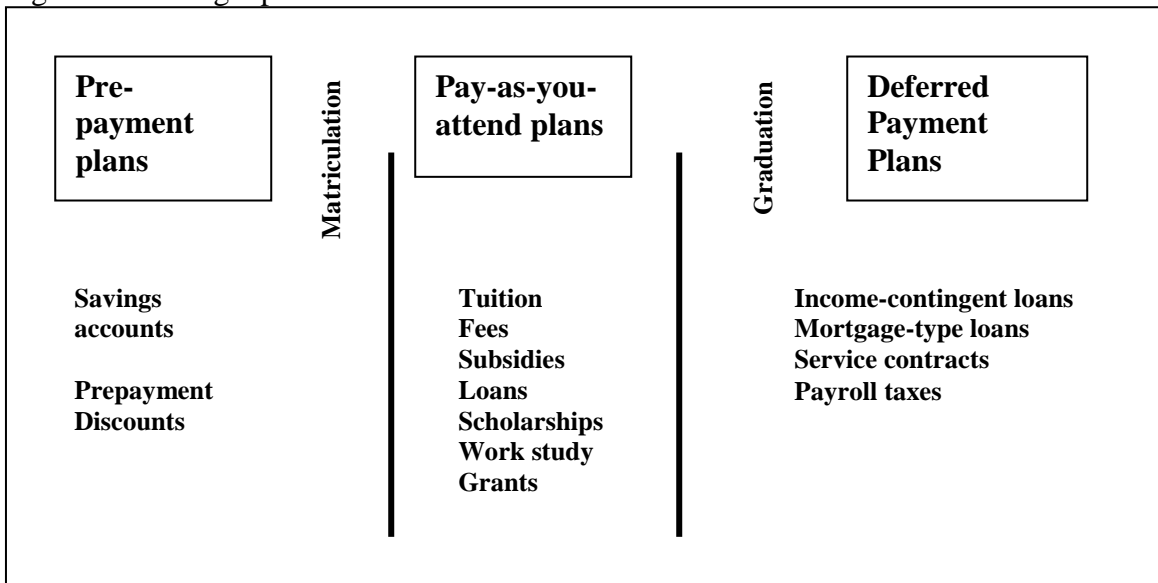 Pre-
payment
plans
Matriculation
Pay-as-you-
attend plans
Graduation
Deferred
Payment
Plans
Savings
accounts
Prepayment
Discounts
Tuition
Fees
Subsidies
Loans
Scholarships
Work study
Grants
Income-contingent loans
Mortgage-type loans
Service contracts
Payroll taxes